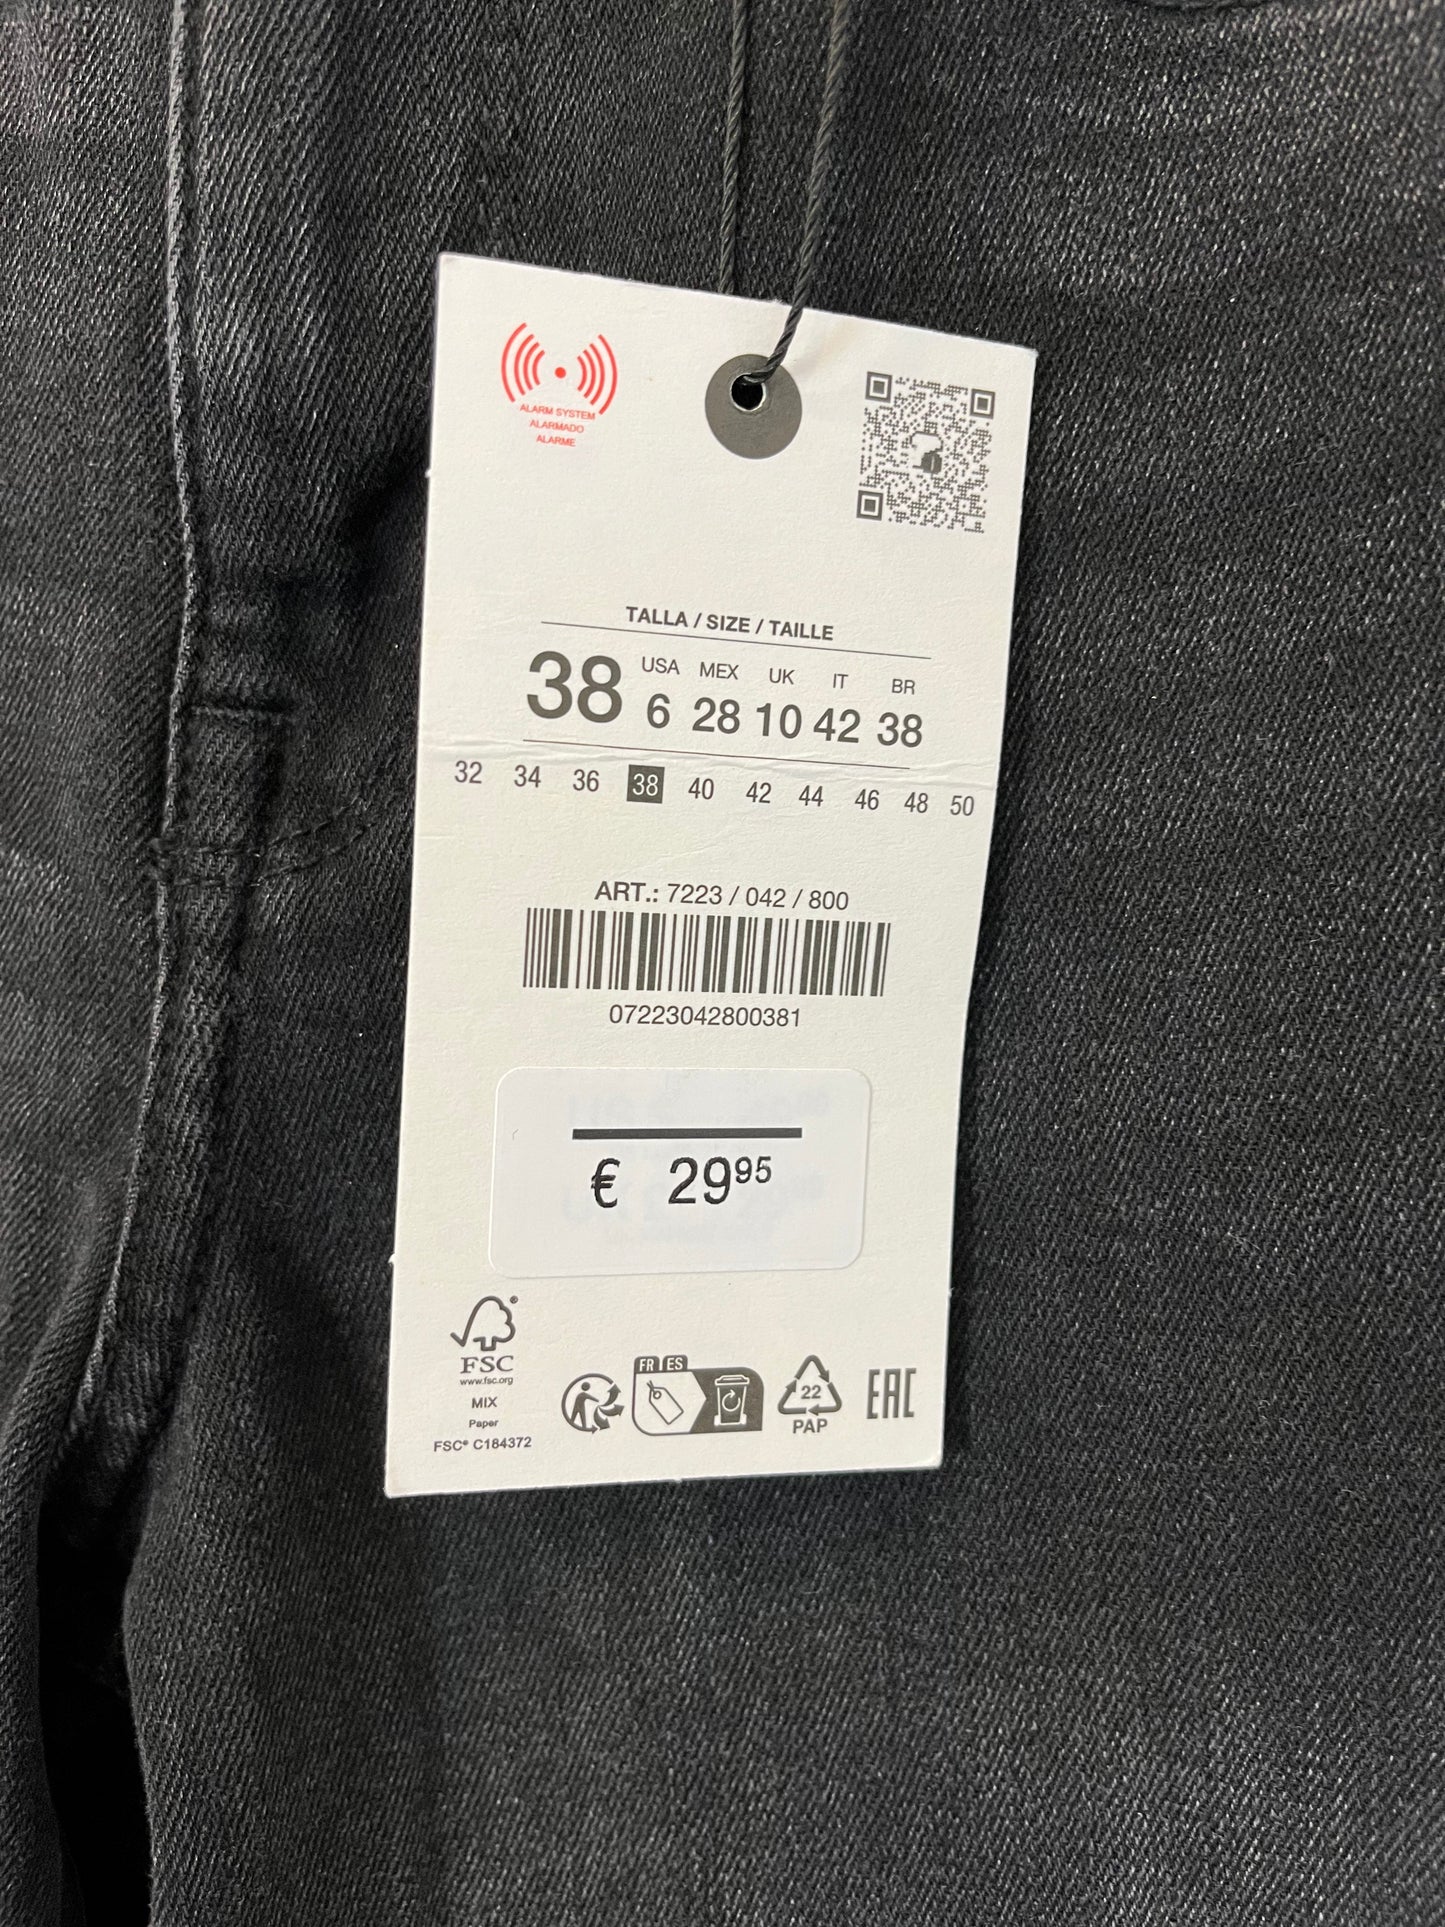 ALARM SYSTEM
ALARMADO
ALARME
TALLA / SIZE / TAILLE
38 USA 6 MEX 28 UK 10 IT 42 BR 38
32 34 36 38 40 42 44 46 48 50
ART.: 7223 / 042 / 800
07223042800381
€ 29⁹⁵
FSC®
www.fsc.org
MIX
Paper
FSC® C184372
FR ES
22
PAP
EAC